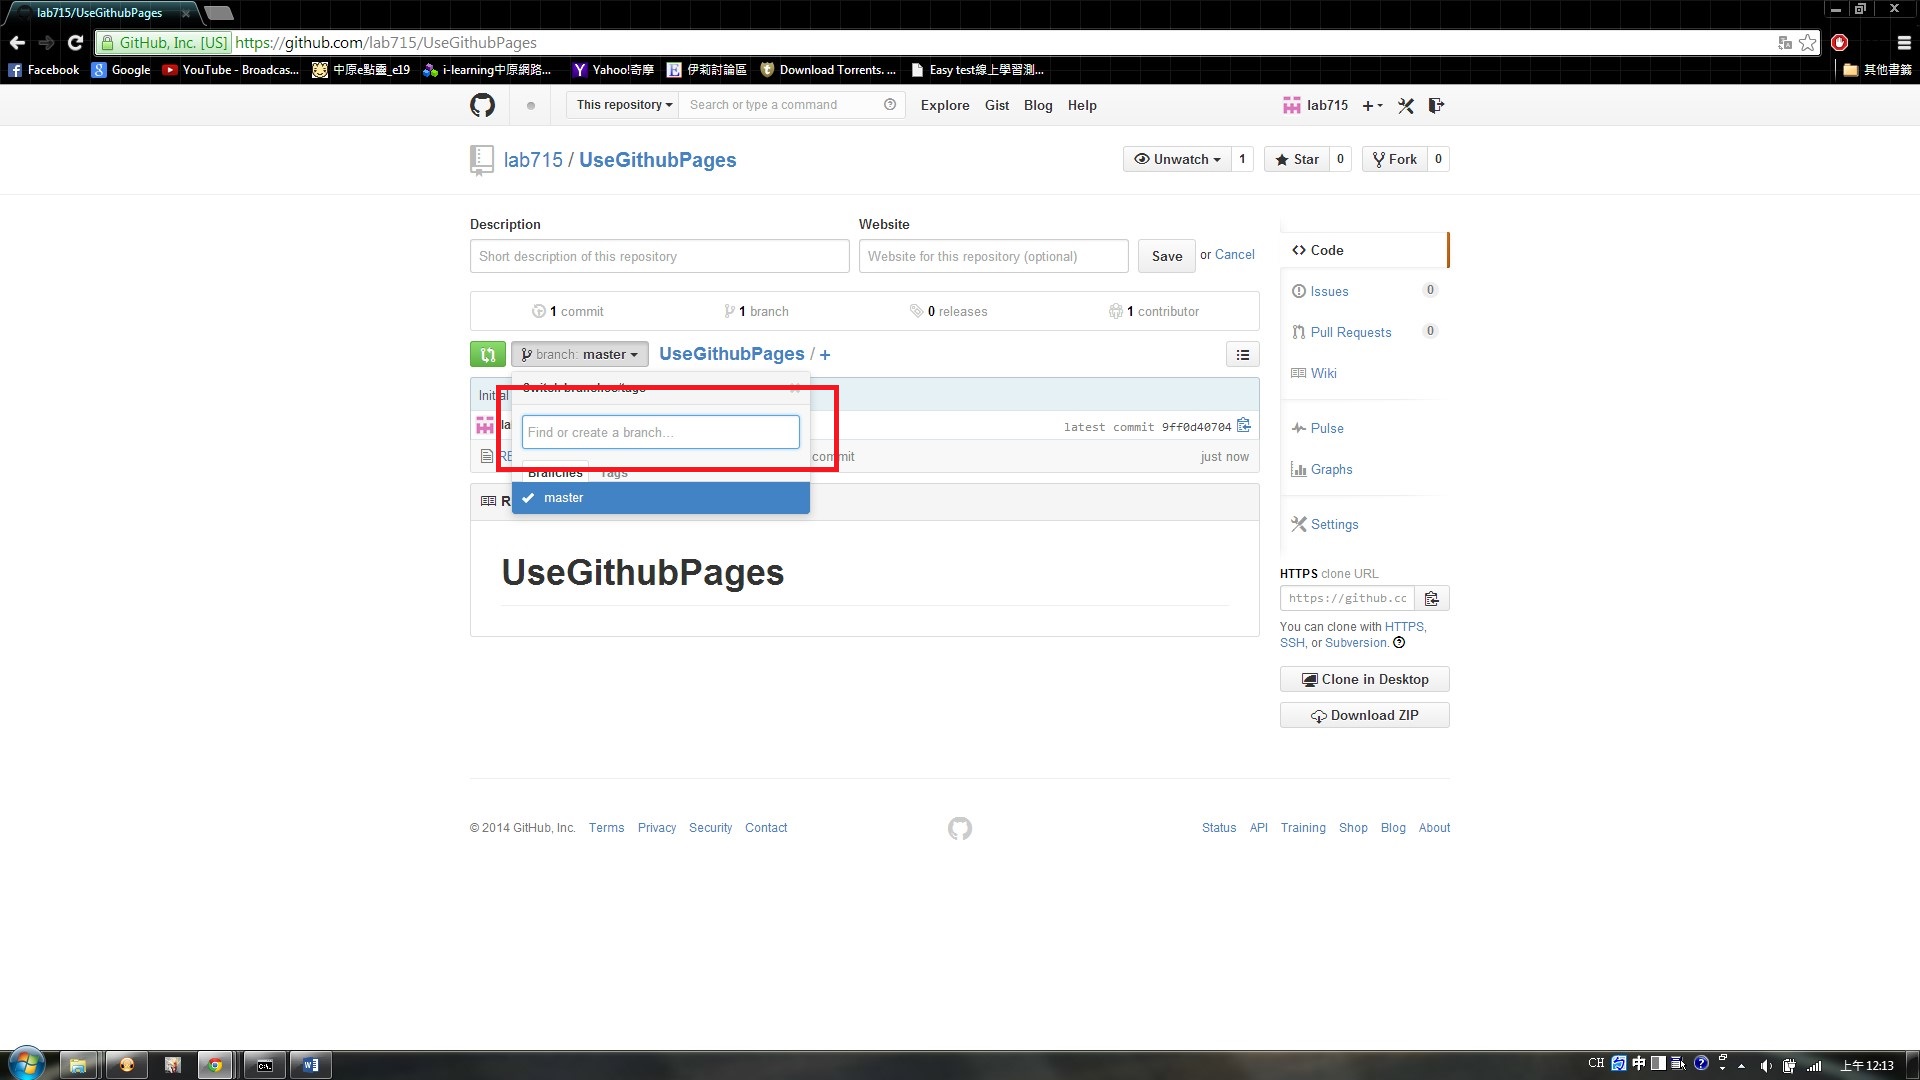 lab715/UseGithubPages
GitHub, Inc. [US] https://github.com/lab715/UseGithubPages
Facebook Google YouTube - Broadcas... 中原e點靈_e19 i-learning中原網路... Yahoo!奇摩 伊莉討論區 Download Torrents. ... Easy test線上學習測... 其他書籤
This repository Search or type a command Explore Gist Blog Help lab715
lab715 / UseGithubPages Unwatch 1 Star 0 Fork 0
Description Website
Short description of this repository Website for this repository (optional) Save or Cancel
1 commit 1 branch 0 releases 1 contributor
branch: master UseGithubPages / +
Switch branches/tags
Initial
Find or create a branch...
la
latest commit 9ff0d40704
RE
commit just now
Branches Tags
master
R
UseGithubPages
Code
Issues 0
Pull Requests 0
Wiki
Pulse
Graphs
Settings
HTTPS clone URL
https://github.cc
You can clone with HTTPS,
SSH, or Subversion.
Clone in Desktop
Download ZIP
© 2014 GitHub, Inc. Terms Privacy Security Contact Status API Training Shop Blog About
CH 中 上午 12:13